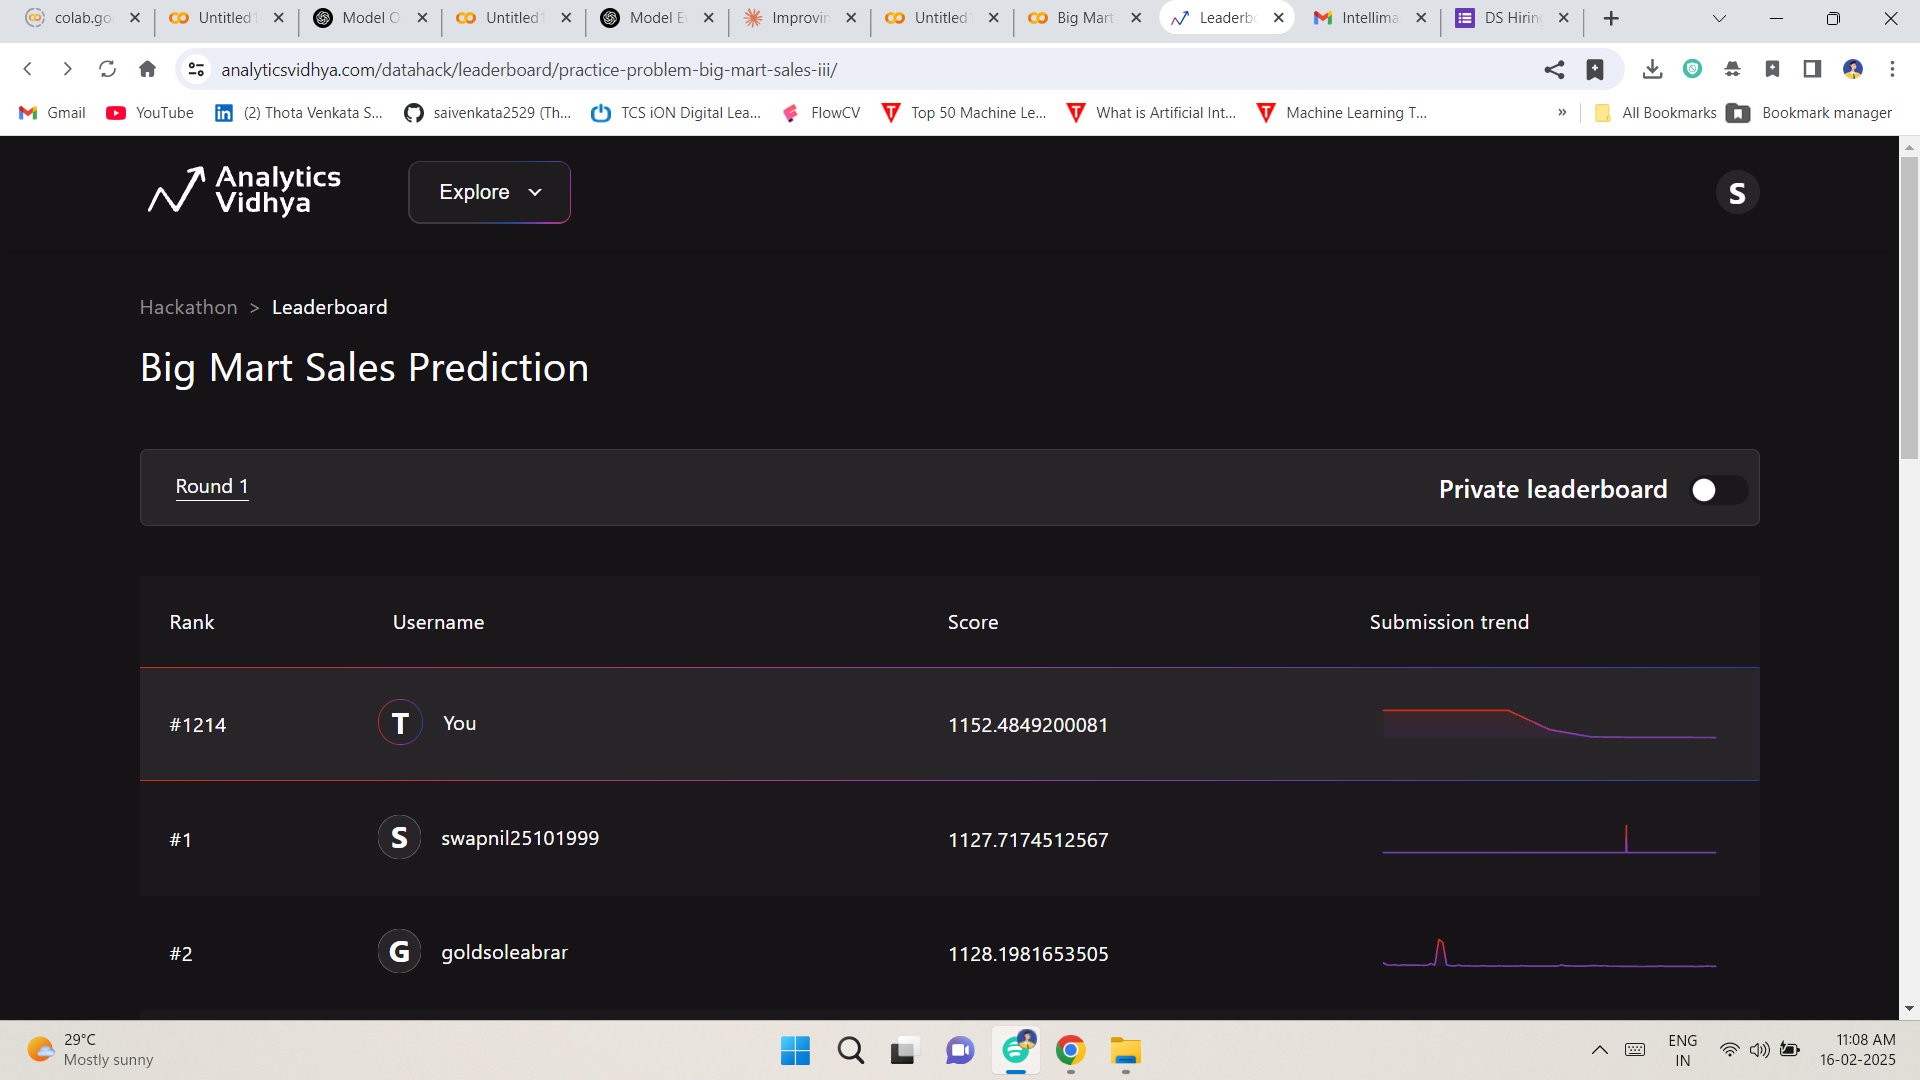 colab.go
Untitled1
Model O
Untitled1
Model E
Improvin
Untitled1
Big Mart
Leaderb
Intellima
DS Hirin
analyticsvidhya.com/datahack/leaderboard/practice-problem-big-mart-sales-iii/
Gmail
YouTube
(2) Thota Venkata S...
saivenkata2529 (Th...
TCS iON Digital Lea...
FlowCV
Top 50 Machine Le...
What is Artificial Int...
Machine Learning T...
»
All Bookmarks
Bookmark manager
Analytics
Vidhya
Explore
S
Hackathon > Leaderboard
Big Mart Sales Prediction
Round 1
Private leaderboard
Rank Username Score Submission trend
#1214 T You 1152.4849200081
#1 S swapnil25101999 1127.7174512567
#2 G goldsoleabrar 1128.1981653505
29°C
Mostly sunny
ENG
IN
11:08 AM
16-02-2025